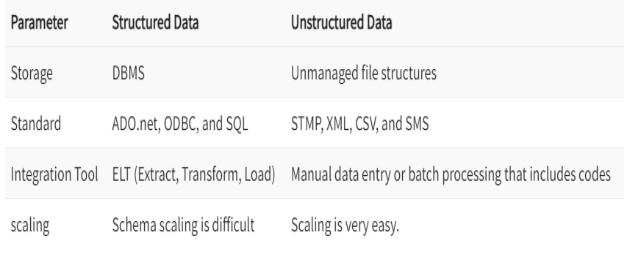 Parameter Structured Data Unstructured Data
Storage DBMS Unmanaged file structures
Standard ADO.net, ODBC, and SQL STMP, XML, CSV, and SMS
Integration Tool ELT (Extract, Transform, Load) Manual data entry or batch processing that includes codes
scaling Schema scaling is difficult Scaling is very easy.